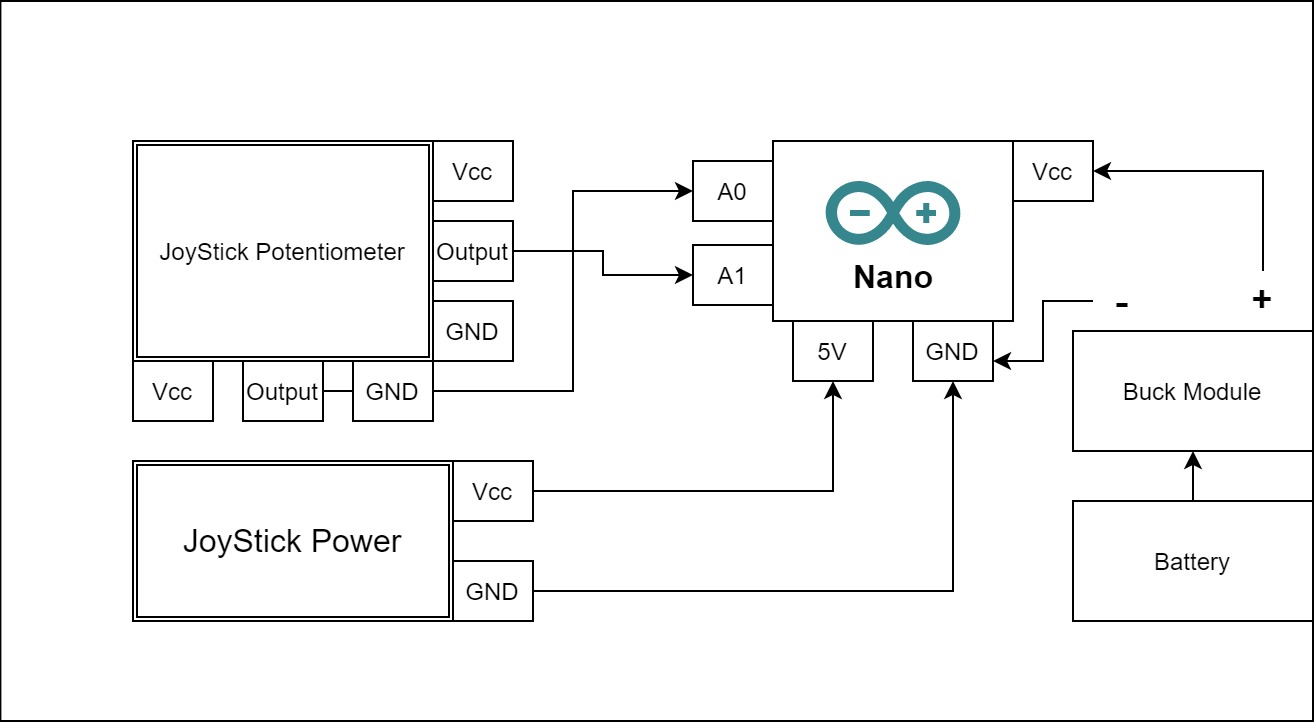 Vcc
JoyStick Potentiometer
Output
GND
Vcc
Output
GND
A0
A1
Nano
Vcc
5V
GND
- +
Buck Module
Battery
JoyStick Power
Vcc
GND